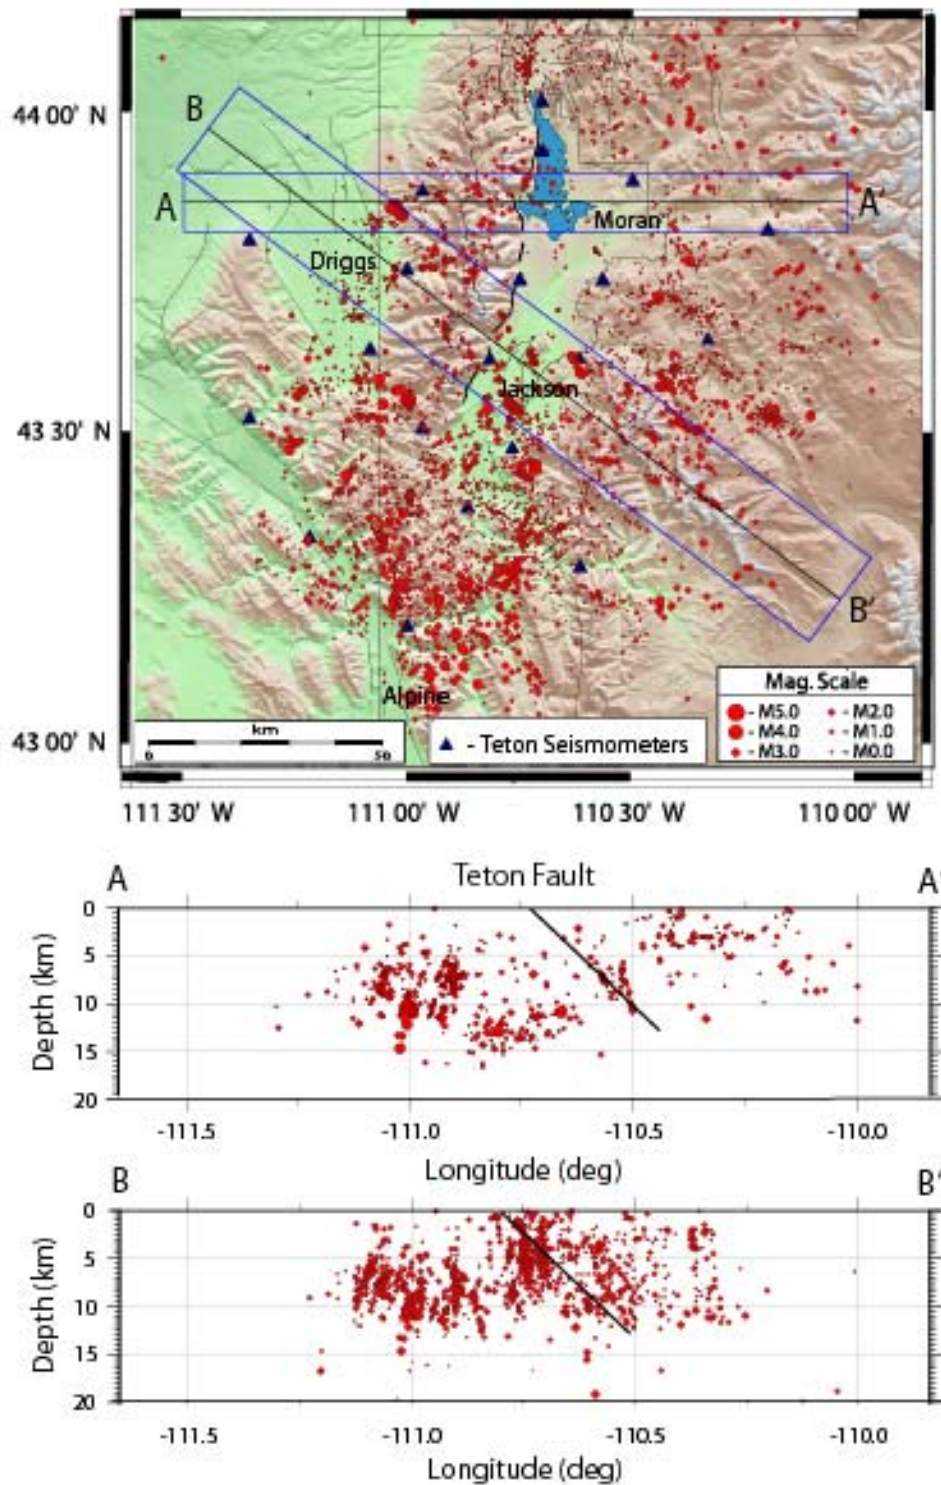 44 00' N
B
A
A'
Moran
Driggs
Jackson
43 30' N
B'
Alpine
Mag. Scale
- M5.0 - M2.0
- M4.0 - M1.0
- M3.0 - M0.0
km
0 50
- Teton Seismometers
43 00' N
111 30' W 111 00' W 110 30' W 110 00' W
A Teton Fault A'
0
5
10
15
20
Depth (km)
-111.5 -111.0 -110.5 -110.0
Longitude (deg)
B B'
0
5
10
15
20
Depth (km)
-111.5 -111.0 -110.5 -110.0
Longitude (deg)